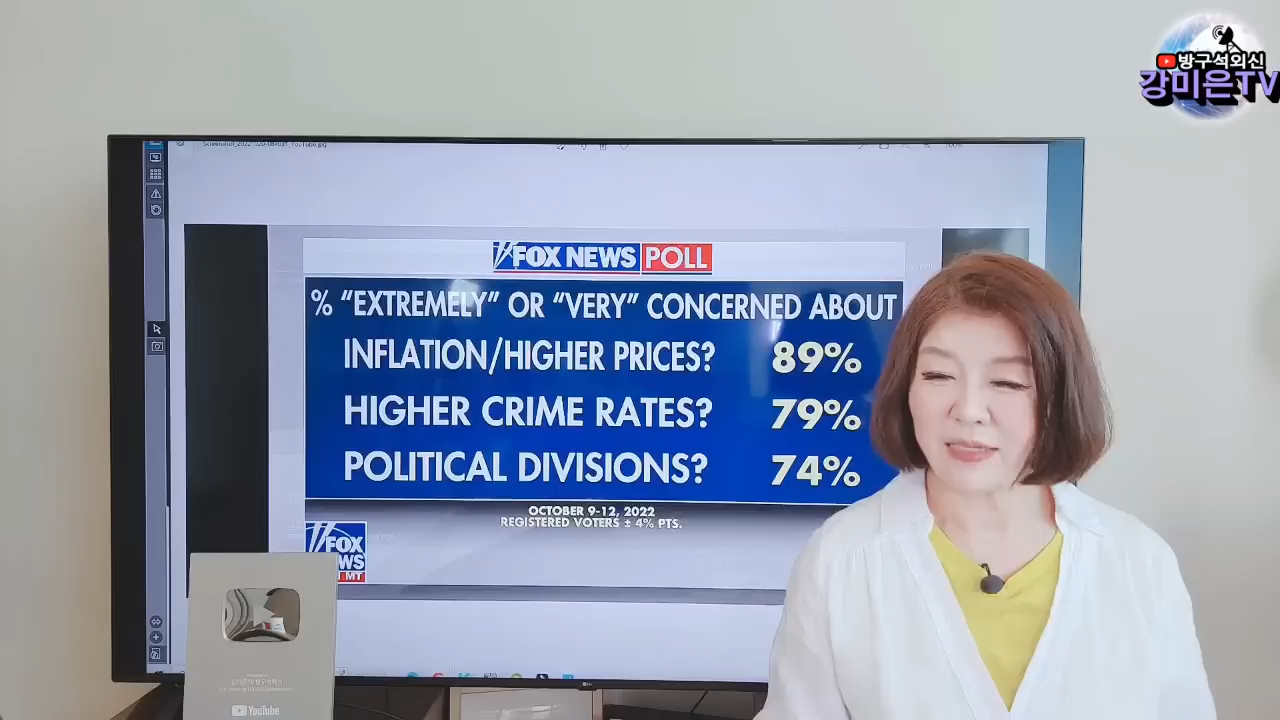 방구석외신
강미은TV
FOX NEWS POLL
% “EXTREMELY” OR “VERY” CONCERNED ABOUT
INFLATION/HIGHER PRICES? 89%
HIGHER CRIME RATES? 79%
POLITICAL DIVISIONS? 74%
OCTOBER 9-12, 2022
REGISTERED VOTERS ± 4% PTS.
FOX
MT
YouTube
LG